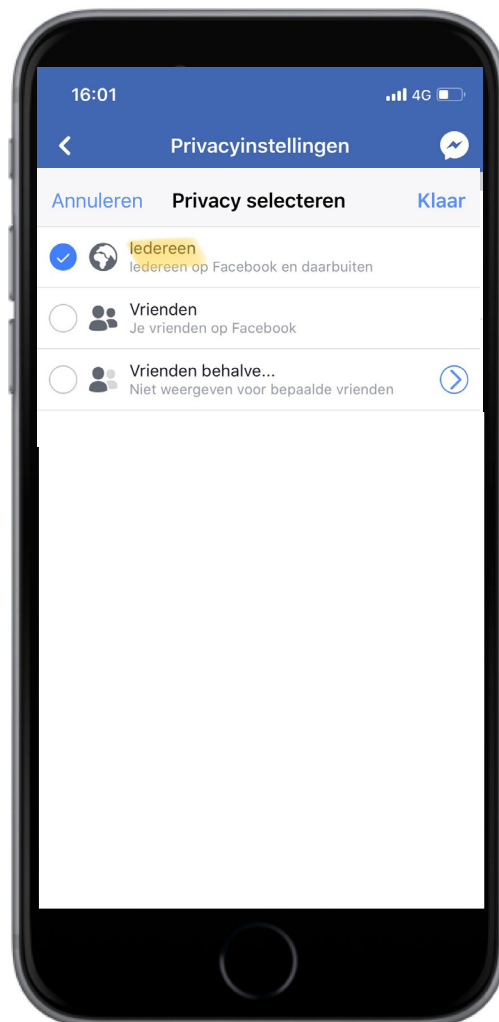 16:01 4G
Privacyinstellingen
Annuleren Privacy selecteren Klaar
Iedereen
Iedereen op Facebook en daarbuiten
Vrienden
Je vrienden op Facebook
Vrienden behalve...
Niet weergeven voor bepaalde vrienden